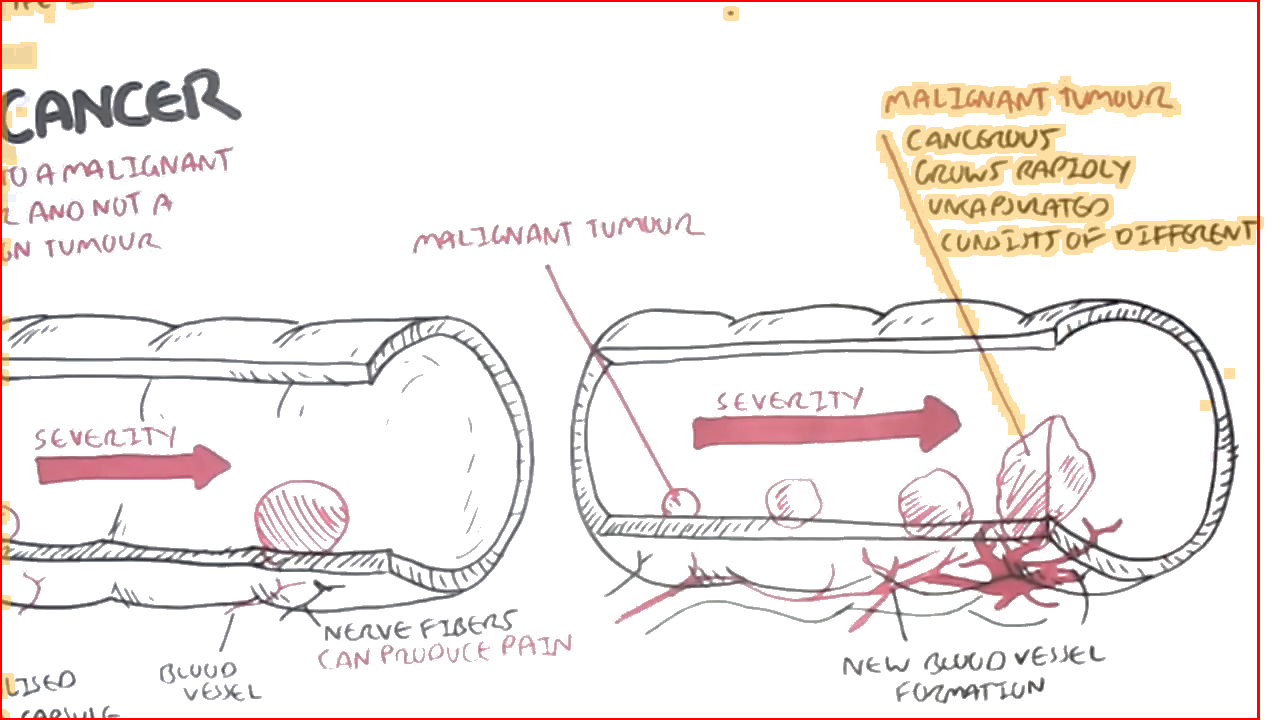 CANCER
TO A MALIGNANT
AND NOT A
GN TUMOUR
MALIGNANT TUMOUR
MALIGNANT TUMOUR
CANCEROUS
GROWS RAPIDLY
UNCAPSULATED
CONSISTS OF DIFFERENT
SEVERITY
SEVERITY
NERVE FIBERS
CAN PRODUCE PAIN
BLOOD
VESSEL
NEW BLOOD VESSEL
FORMATION
LISED
CAPSULE